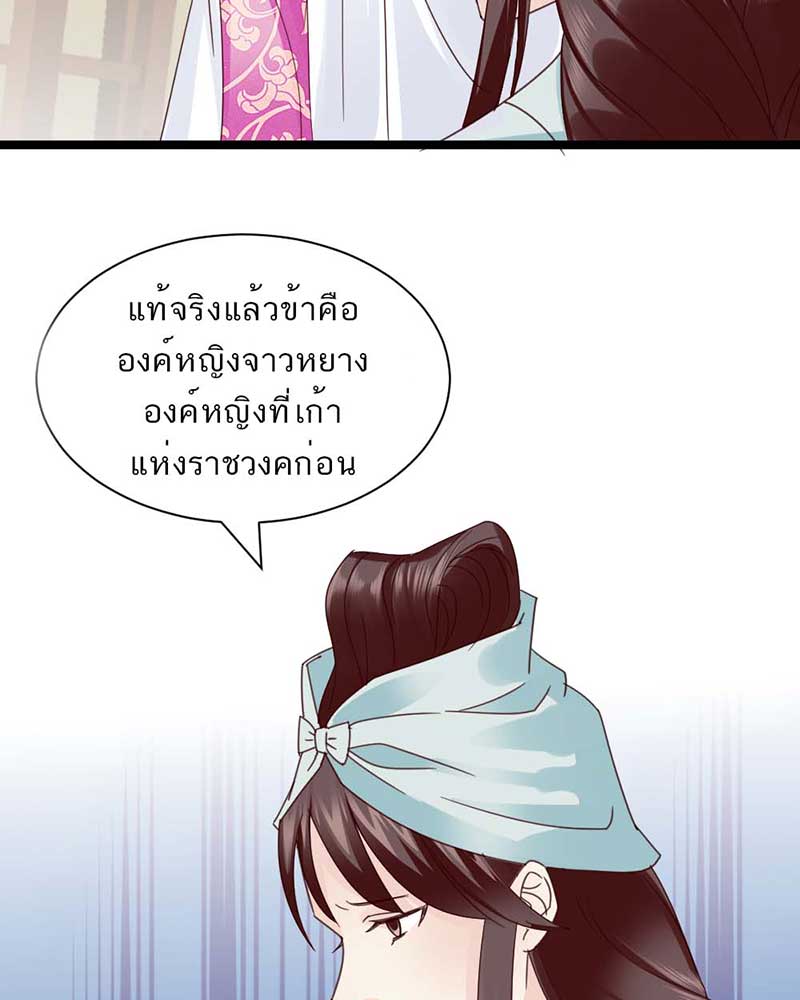 แท้จริงแล้วข้าคือ
องค์หญิงจาวหยาง
องค์หญิงที่เก้า
แห่งราชวงคก่อน